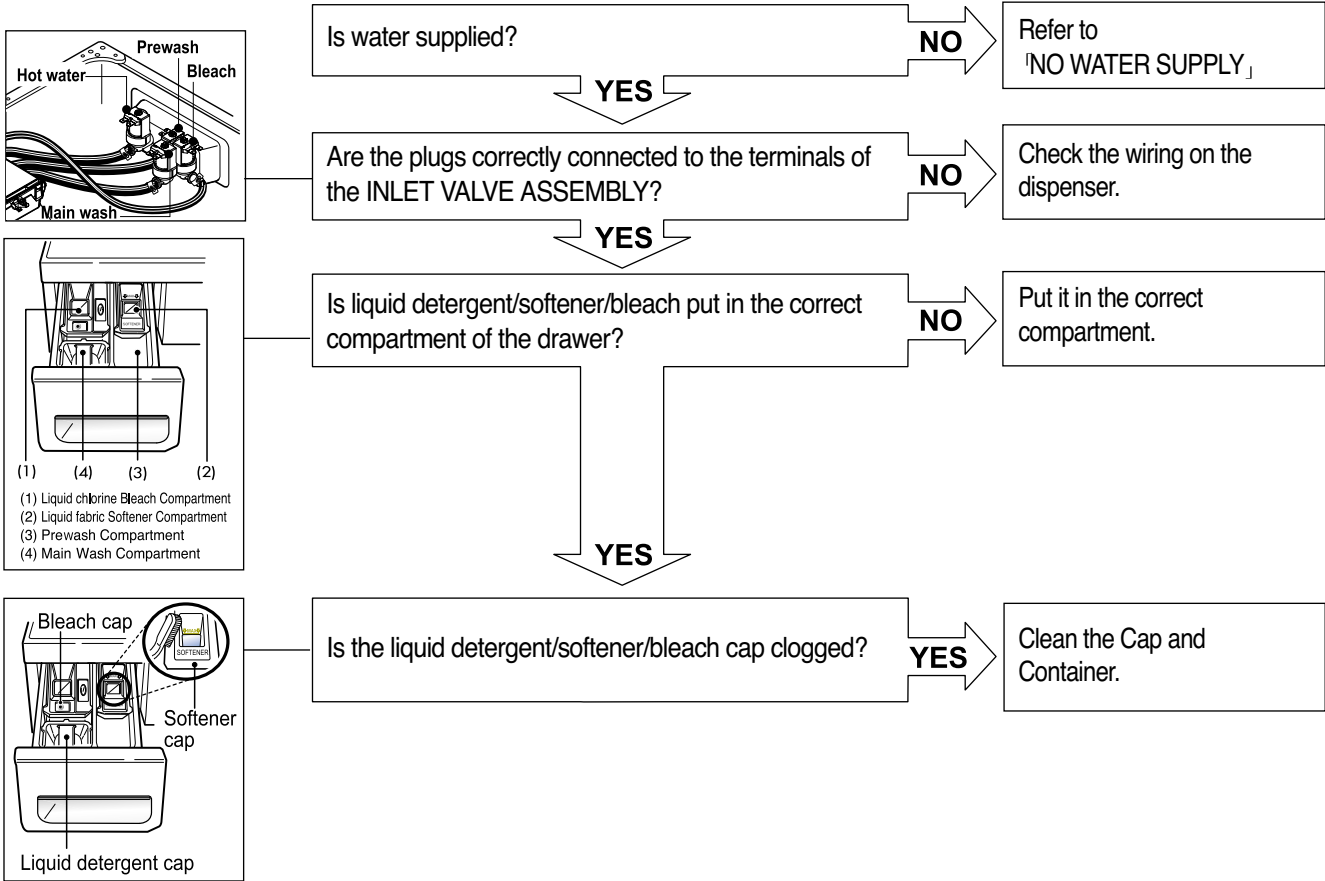 Is water supplied?
NO
Refer to
「NO WATER SUPPLY」
YES
Prewash
Hot water
Bleach
Main wash
Are the plugs correctly connected to the terminals of
the INLET VALVE ASSEMBLY?
NO
Check the wiring on the
dispenser.
YES
SOFTENER
(1) (4) (3) (2)
(1) Liquid chlorine Bleach Compartment
(2) Liquid fabric Softener Compartment
(3) Prewash Compartment
(4) Main Wash Compartment
Is liquid detergent/softener/bleach put in the correct
compartment of the drawer?
NO
Put it in the correct
compartment.
YES
Bleach cap
SOFTENER
Softener
cap
Liquid detergent cap
Is the liquid detergent/softener/bleach cap clogged?
YES
Clean the Cap and
Container.